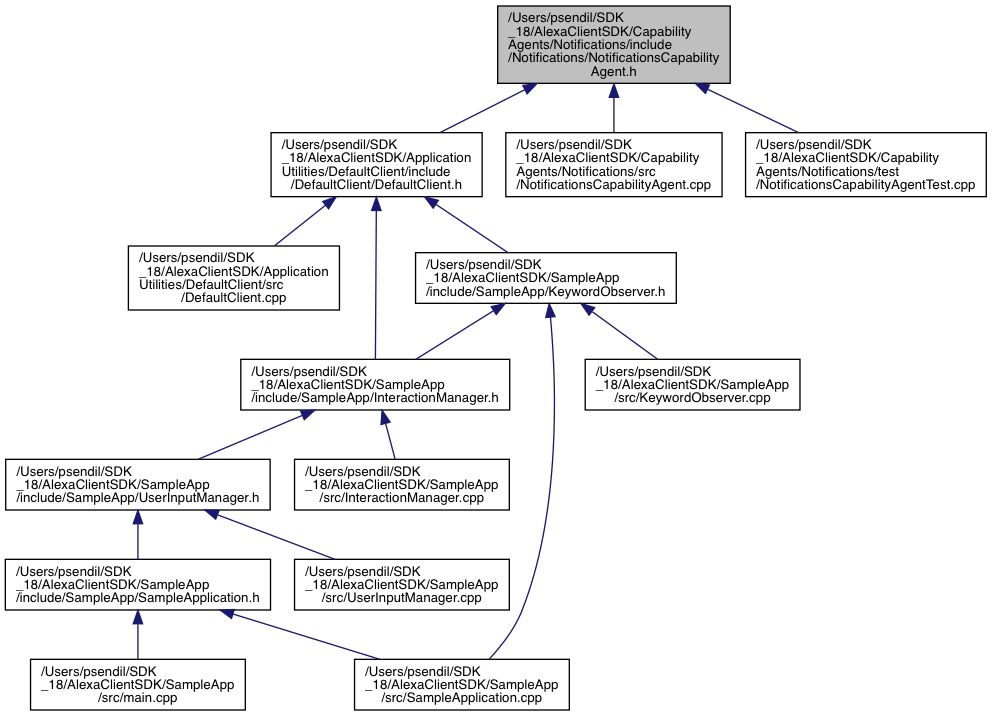 /Users/psendil/SDK
_18/AlexaClientSDK/Capability
Agents/Notifications/include
/Notifications/NotificationsCapability
Agent.h
/Users/psendil/SDK
_18/AlexaClientSDK/Application
Utilities/DefaultClient/include
/DefaultClient/DefaultClient.h
/Users/psendil/SDK
_18/AlexaClientSDK/Capability
Agents/Notifications/src
/NotificationsCapabilityAgent.cpp
/Users/psendil/SDK
_18/AlexaClientSDK/Capability
Agents/Notifications/test
/NotificationsCapabilityAgentTest.cpp
/Users/psendil/SDK
_18/AlexaClientSDK/Application
Utilities/DefaultClient/src
/DefaultClient.cpp
/Users/psendil/SDK
_18/AlexaClientSDK/SampleApp
/include/SampleApp/KeywordObserver.h
/Users/psendil/SDK
_18/AlexaClientSDK/SampleApp
/include/SampleApp/InteractionManager.h
/Users/psendil/SDK
_18/AlexaClientSDK/SampleApp
/src/KeywordObserver.cpp
/Users/psendil/SDK
_18/AlexaClientSDK/SampleApp
/include/SampleApp/UserInputManager.h
/Users/psendil/SDK
_18/AlexaClientSDK/SampleApp
/src/InteractionManager.cpp
/Users/psendil/SDK
_18/AlexaClientSDK/SampleApp
/include/SampleApp/SampleApplication.h
/Users/psendil/SDK
_18/AlexaClientSDK/SampleApp
/src/UserInputManager.cpp
/Users/psendil/SDK
_18/AlexaClientSDK/SampleApp
/src/main.cpp
/Users/psendil/SDK
_18/AlexaClientSDK/SampleApp
/src/SampleApplication.cpp